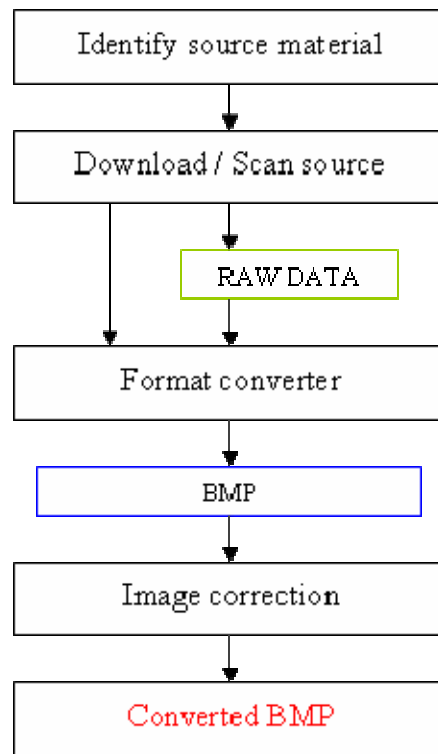 Identify source material
Download / Scan source
RAW DATA
Format converter
BMP
Image correction
Converted BMP